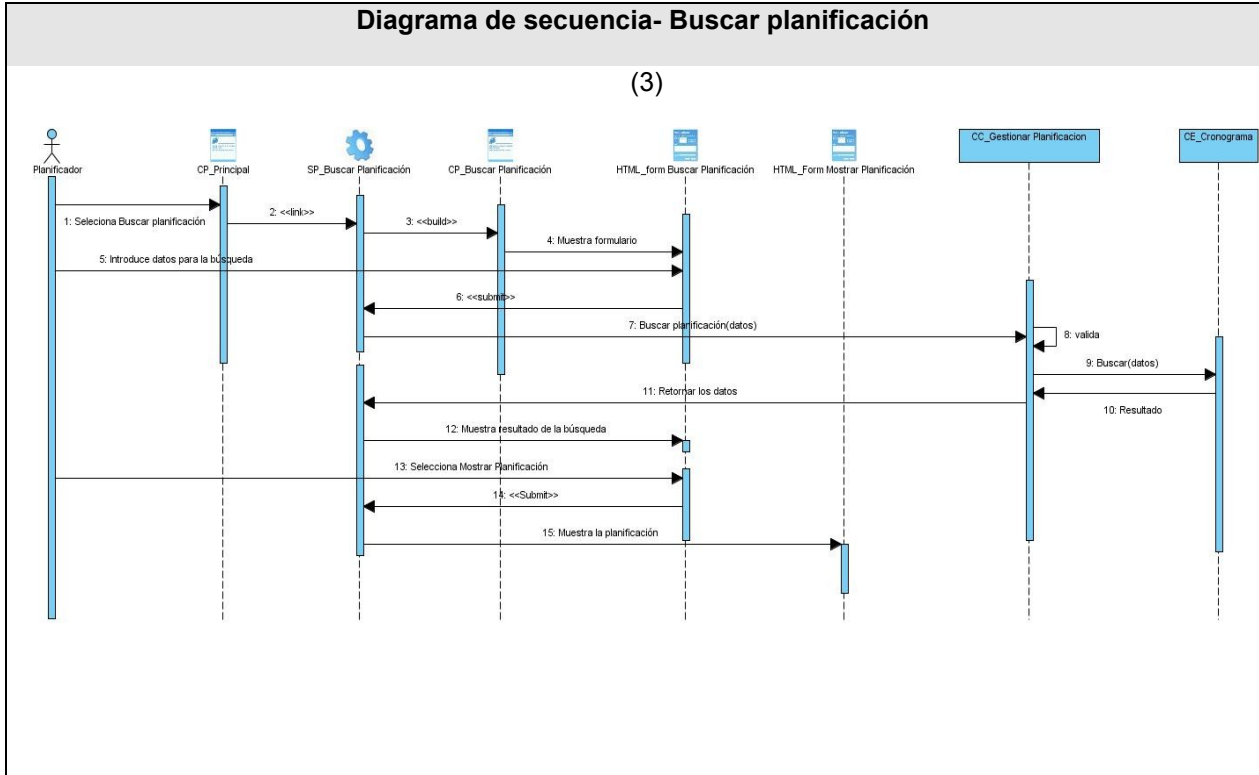 Diagrama de secuencia- Buscar planificación
(3)
Planificador
CP_Principal
SP_Buscar Planificación
CP_Buscar Planificación
HTML_form Buscar Planificación
HTML_Form Mostrar Planificación
CC_Gestionar Planificacion
CE_Cronograma
1: Seleciona Buscar planificación
2: <<link>>
3: <<build>>
4: Muestra formulario
5: Introduce datos para la búsqueda
6: <<submit>>
7: Buscar planificación(datos)
8: valida
9: Buscar(datos)
10: Resultado
11: Retornar los datos
12: Muestra resultado de la búsqueda
13: Selecciona Mostrar Planificación
14: <<Submit>>
15: Muestra la planificación